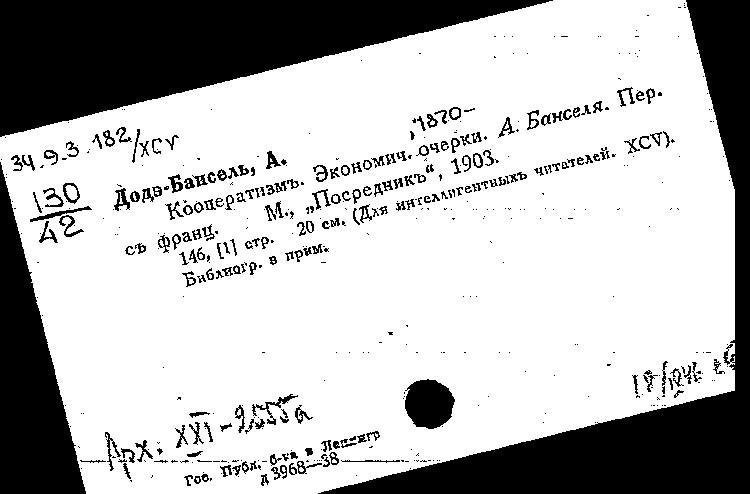 34.9.3.182/XCV
130
42
Додэ-Бансель, А. , 1870–
Кооператизмъ. Экономич. очерки. А. Банселя. Пер.
съ франц. М., „Посредникъ“, 1903.
146, [1] стр. 20 см. (Для интеллигентныхъ читателей. XCV).
Библиогр. в прим.
Арх. XXI-2555а
Гос. Публ. б-ка в Ленингр
д 3968—38